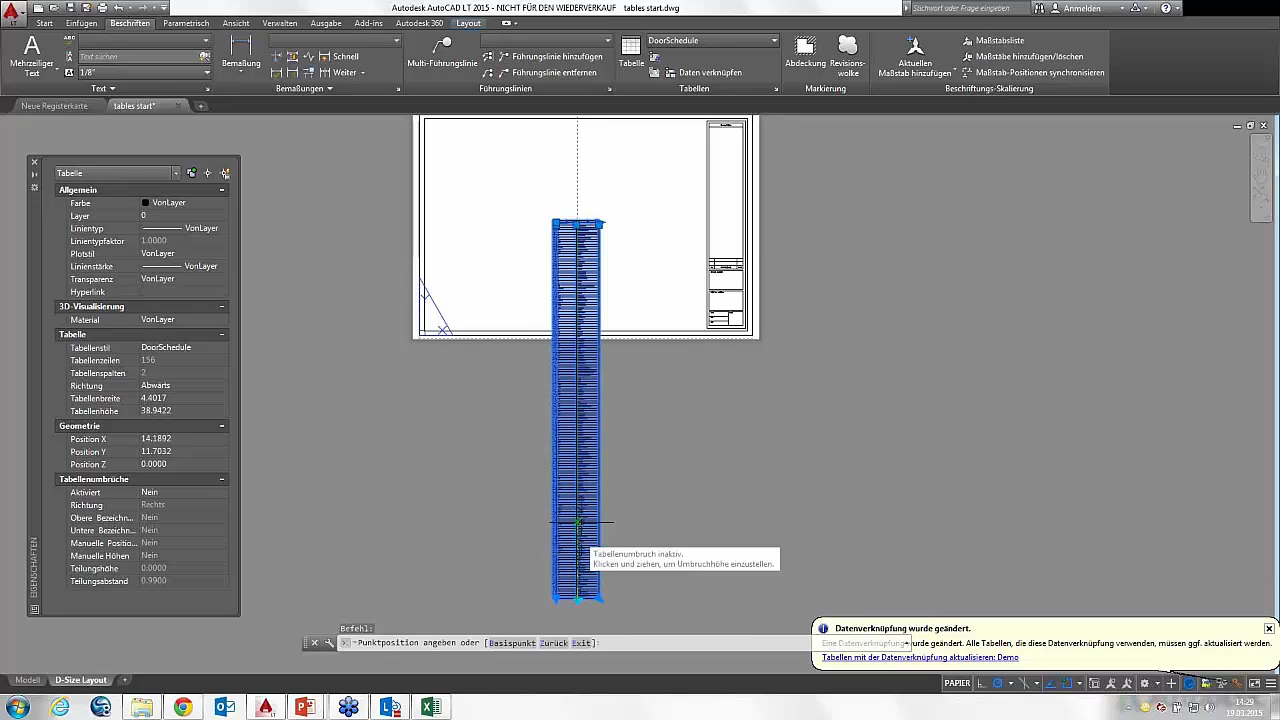 Autodesk AutoCAD LT 2015 - NICHT FÜR DEN WIEDERVERKAUF tables start.dwg
Stichwort oder Frage eingeben
Anmelden
Start Einfügen Beschriften Parametrisch Ansicht Verwalten Ausgabe Add-ins Autodesk 360 Layout
Mehrzeiliger Text
Text suchen
1/8"
Bemaßung
Schnell
Weiter
Multi-Führungslinie
Führungslinie hinzufügen
Führungslinie entfernen
Tabelle
DoorSchedule
Daten verknüpfen
Abdeckung
Revisions-wolke
Aktuellen Maßstab hinzufügen
Maßstabsliste
Maßstäbe hinzufügen/löschen
Maßstab-Positionen synchronisieren
Text Bemaßungen Führungslinien Tabellen Markierung Beschriftungs-Skalierung
Neue Registerkarte tables start*
Tabelle
Allgemein
Farbe VonLayer
Layer 0
Linientyp VonLayer
Linientypfaktor 1.0000
Plotstil VonLayer
Linienstärke VonLayer
Transparenz VonLayer
Hyperlink
3D-Visualisierung
Material VonLayer
Tabelle
Tabellenstil DoorSchedule
Tabellenzeilen 156
Tabellenspalten 2
Richtung Abwärts
Tabellenbreite 4.4017
Tabellenhöhe 38.9422
Geometrie
Position X 14.1892
Position Y 11.7032
Position Z 0.0000
Tabellenumbrüche
Aktiviert Nein
Richtung Rechts
Obere Bezeichn... Nein
Untere Bezeichn... Nein
Manuelle Positio... Nein
Manuelle Höhen Nein
Teilungshöhe 0.0000
Teilungsabstand 0.9900
EIGENSCHAFTEN
Tabellenumbruch inaktiv.
Klicken und ziehen, um Umbruchhöhe einzustellen.
Befehl:
Punktposition angeben oder [Basispunkt Zurück Exit]:
Datenverknüpfung wurde geändert.
Eine Datenverknüpfung wurde geändert. Alle Tabellen, die diese Datenverknüpfung verwenden, müssen ggf. aktualisiert werden.
Tabellen mit der Datenverknüpfung aktualisieren: Demo
Modell D-Size Layout
PAPIER
14:29
19.03.2015